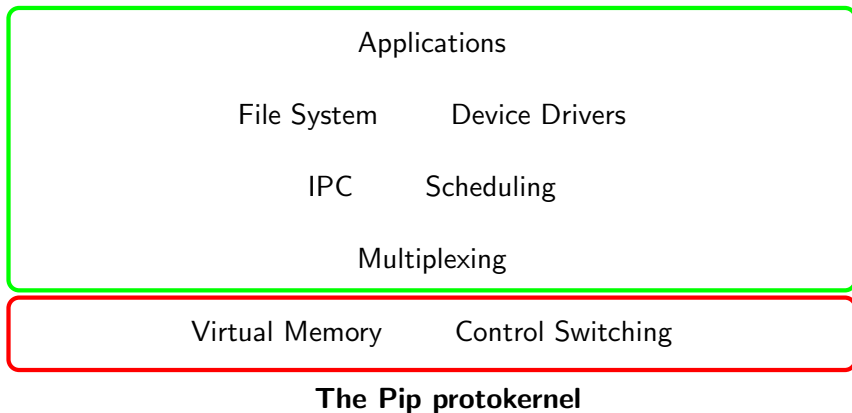 Applications
File System Device Drivers
IPC Scheduling
Multiplexing
Virtual Memory Control Switching
The Pip protokernel